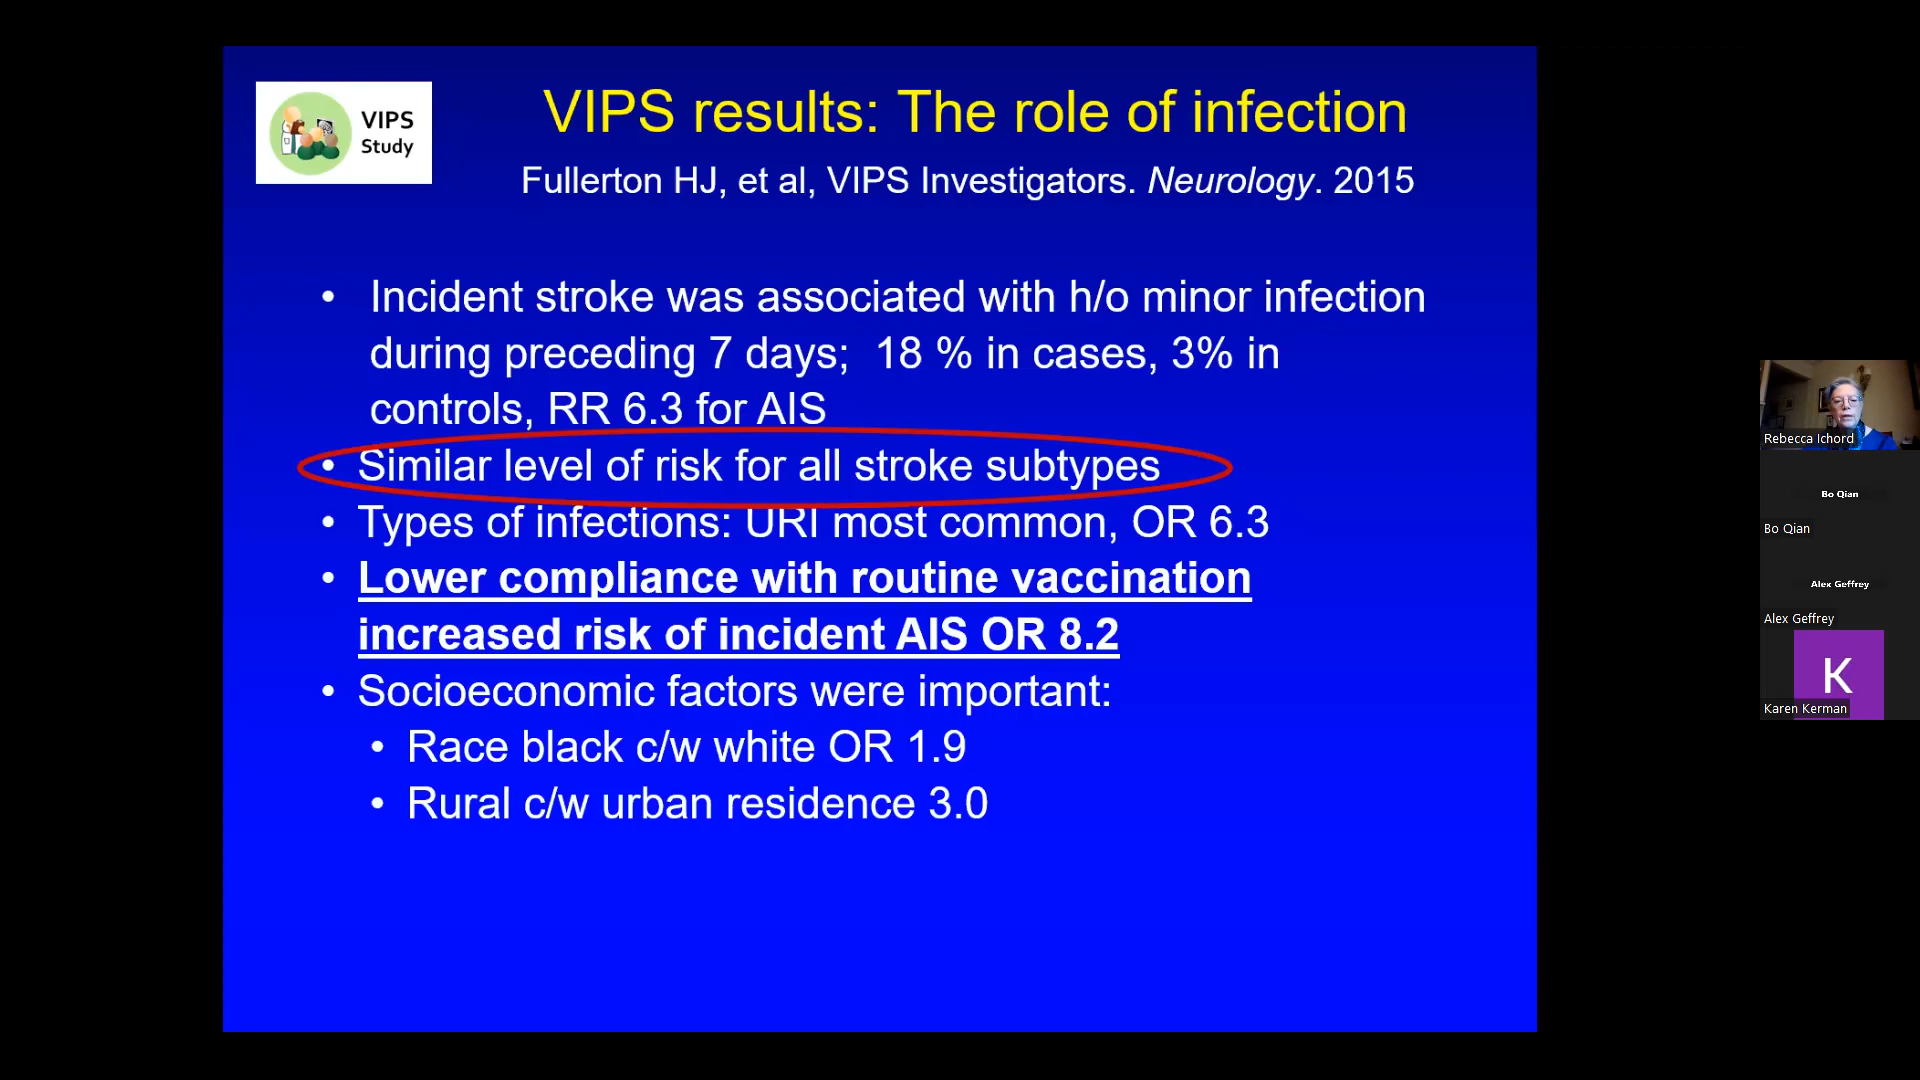 VIPS
Study
VIPS results: The role of infection
Fullerton HJ, et al, VIPS Investigators. Neurology. 2015
• Incident stroke was associated with h/o minor infection
during preceding 7 days;  18 % in cases, 3% in
controls, RR 6.3 for AIS
• Similar level of risk for all stroke subtypes
• Types of infections: URI most common, OR 6.3
• Lower compliance with routine vaccination
increased risk of incident AIS OR 8.2
• Socioeconomic factors were important:
• Race black c/w white OR 1.9
• Rural c/w urban residence 3.0
Rebecca Ichord
Bo Qian
Bo Qian
Alex Geffrey
Alex Geffrey
K
Karen Kerman